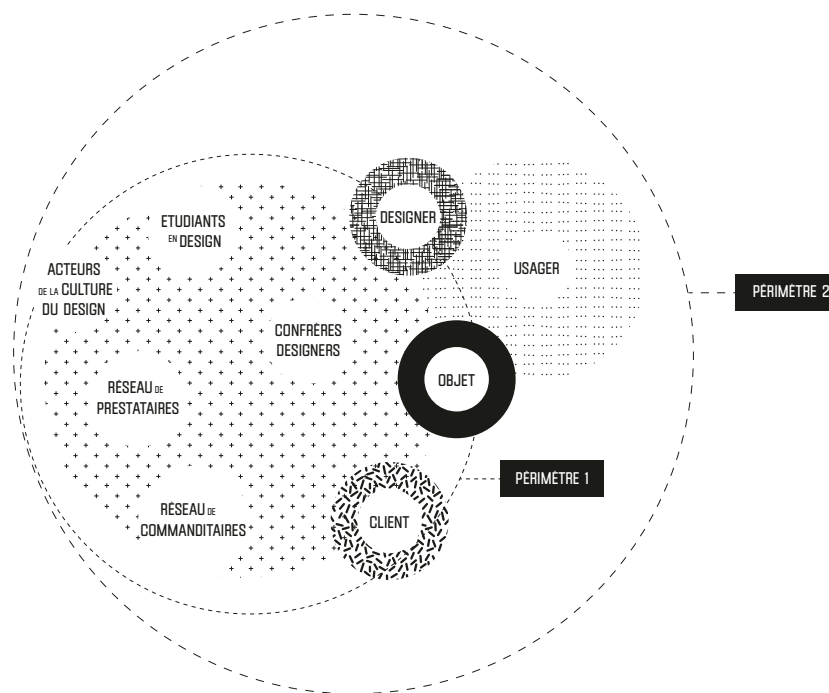 DESIGNER
ETUDIANTS
EN DESIGN
USAGER
ACTEURS
DE LA CULTURE
DU DESIGN
PÉRIMÈTRE 2
CONFRÈRES
DESIGNERS
OBJET
RÉSEAU DE
PRESTATAIRES
PÉRIMÈTRE 1
RÉSEAU DE
COMMANDITAIRES
CLIENT